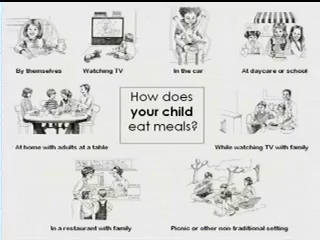 By themselves
Watching TV
In the car
At daycare or school
How does
your child
eat meals?
At home with adults at a table
While watching TV with family
In a restaurant with family
Picnic or other non traditional setting